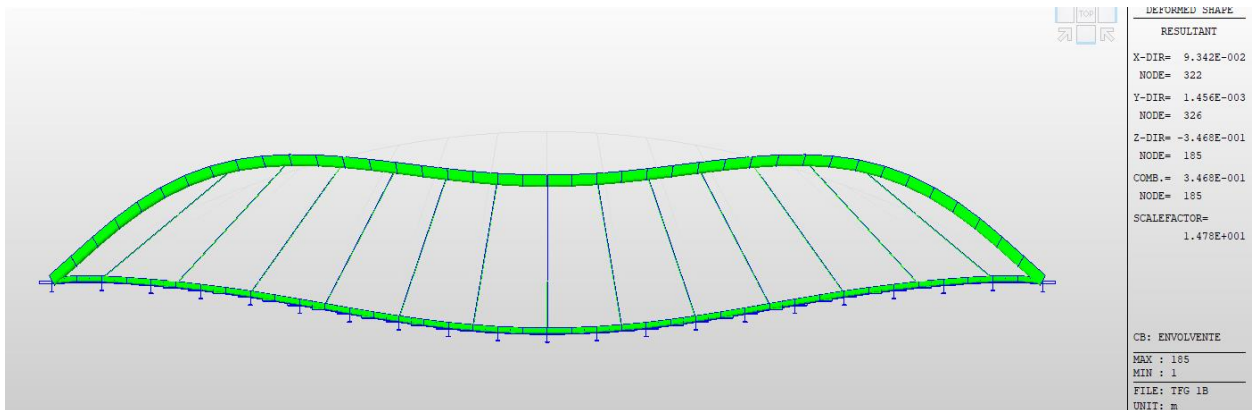 TOP
DEFORMED SHAPE
RESULTANT
X-DIR= 9.342E-002
NODE= 322
Y-DIR= 1.456E-003
NODE= 326
Z-DIR= -3.468E-001
NODE= 185
COMB.= 3.468E-001
NODE= 185
SCALEFACTOR=
1.478E+001
CB: ENVOLVENTE
MAX : 185
MIN : 1
FILE: TFG 1B
UNIT: m